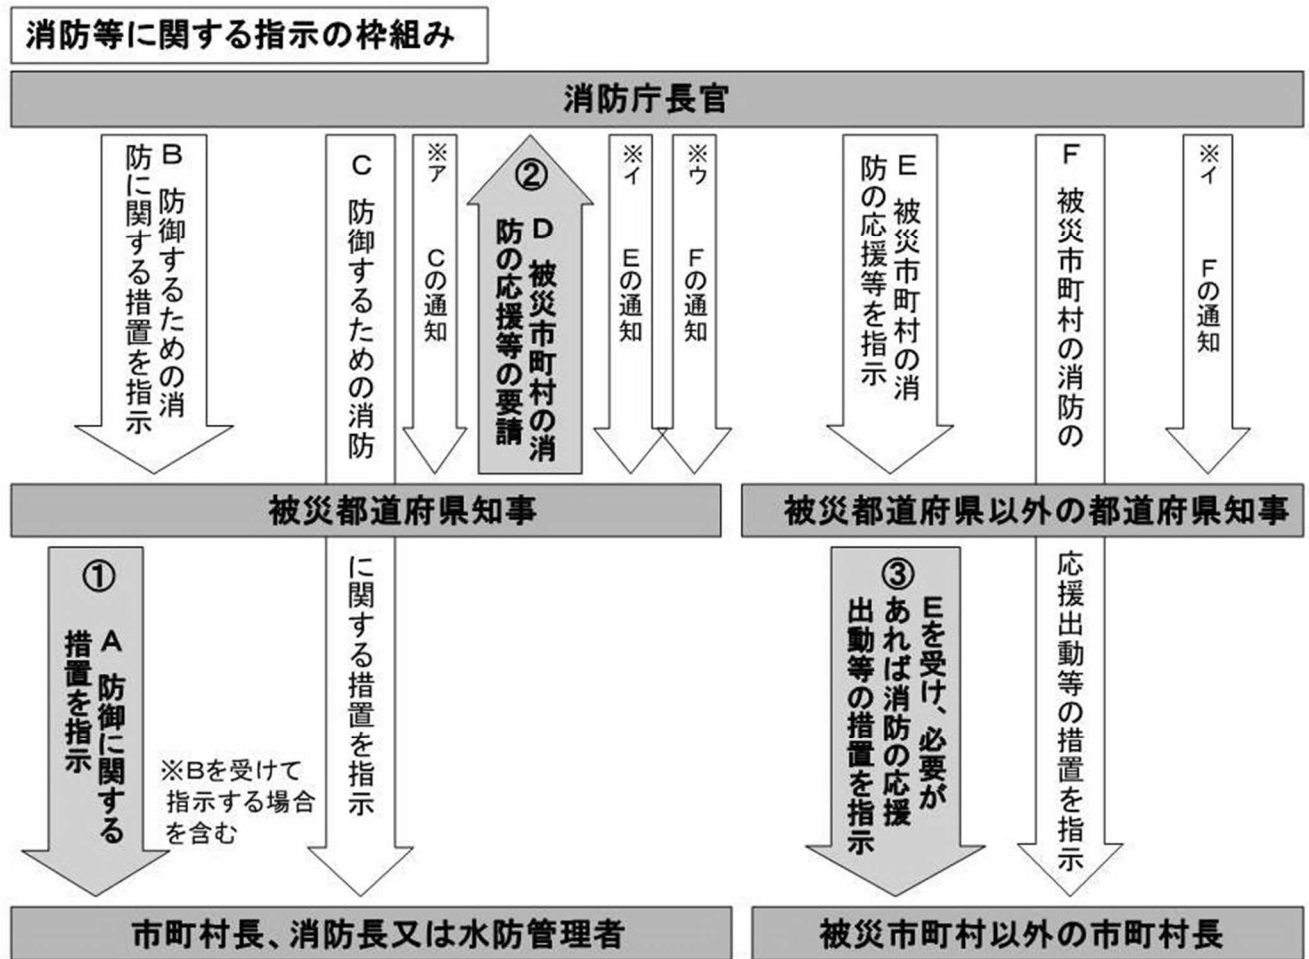 消防等に関する指示の枠組み
消防庁長官
B 防御するための消
防に関する措置を指示
C 防御するための消防
に関する措置を指示
※ア Cの通知
②
D 被災市町村の消
防の応援等の要請
※イ Eの通知
※ウ Fの通知
E 被災市町村の消
防の応援等を指示
F 被災市町村の消防の
応援出動等の措置を指示
※イ Fの通知
被災都道府県知事
被災都道府県以外の都道府県知事
①
A 防御に関する
措置を指示
※Bを受けて
指示する場合
を含む
③
Eを受け、必要が
あれば消防の応援
出動等の措置を指示
市町村長、消防長又は水防管理者
被災市町村以外の市町村長